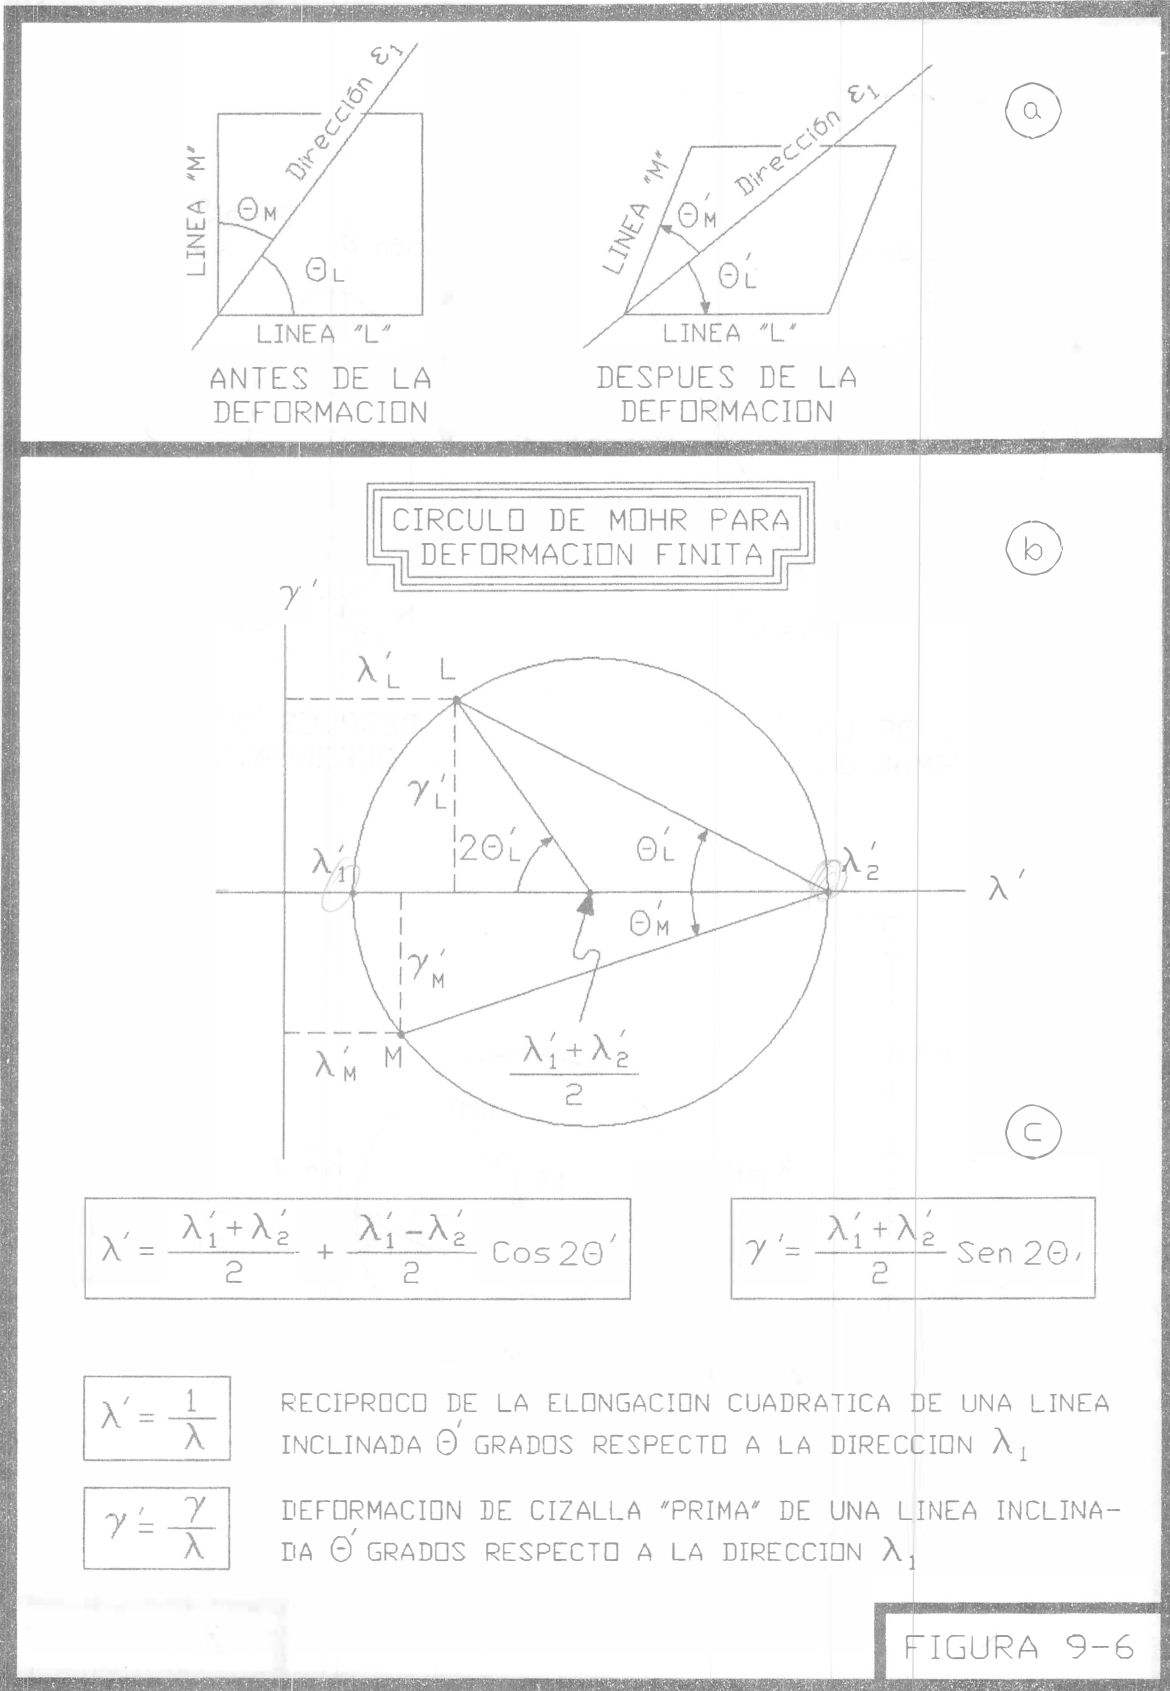 Dirección ε1
LINEA "M"
ΘM
ΘL
LINEA "L"
ANTES DE LA
DEFORMACION
Dirección ε1
LINEA "M"
Θ′M
Θ′L
LINEA "L"
DESPUES DE LA
DEFORMACION
a
CIRCULO DE MOHR PARA
DEFORMACION FINITA
b
γ′
λ′L L
γ′L
2Θ′L
Θ′L
λ′1
λ′2
λ′
Θ′M
γ′M
λ′M M
λ′1 + λ′2 / 2
c
λ′ = λ′1 + λ′2 / 2 + λ′1 − λ′2 / 2 Cos 2Θ′
γ′ = λ′1 + λ′2 / 2 Sen 2Θ′
λ′ = 1 / λ
RECIPROCO DE LA ELONGACION CUADRATICA DE UNA LINEA
INCLINADA Θ′ GRADOS RESPECTO A LA DIRECCION λ1
γ′ = γ / λ
DEFORMACION DE CIZALLA "PRIMA" DE UNA LINEA INCLINA-
DA Θ′ GRADOS RESPECTO A LA DIRECCION λ1
FIGURA 9-6